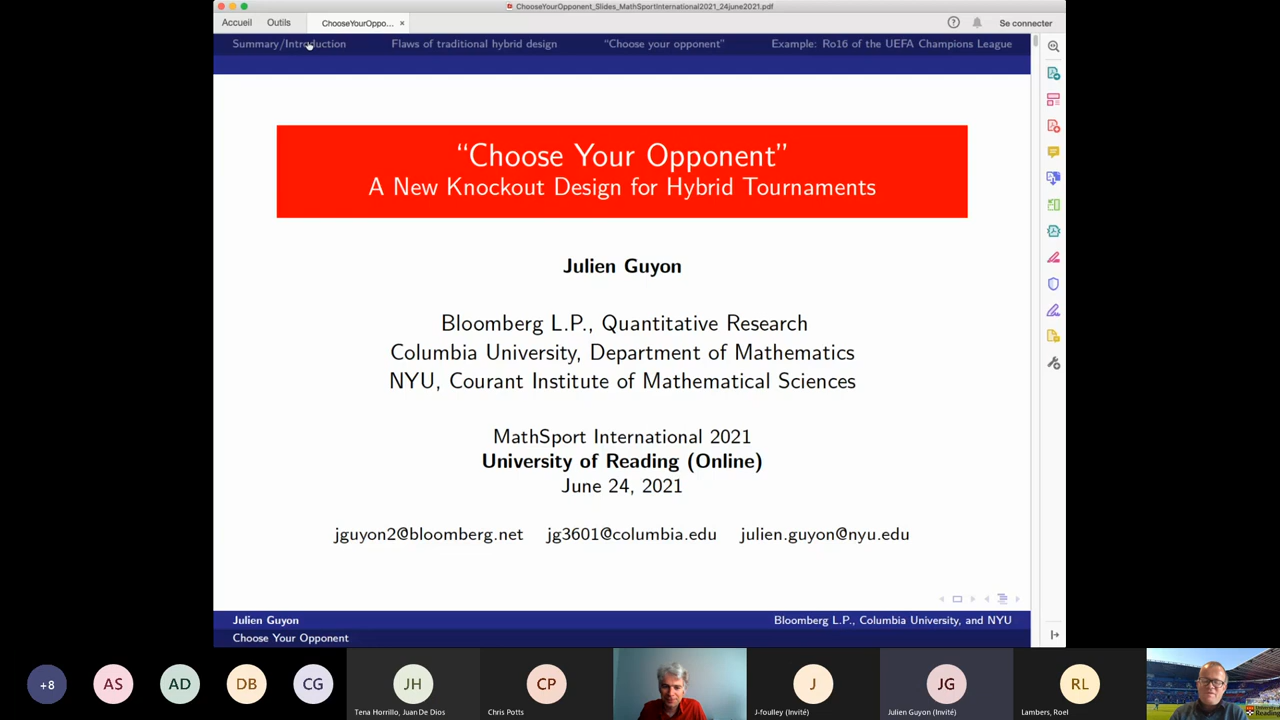 ChooseYourOpponent_Slides_MathSportInternational2021_24june2021.pdf
Accueil Outils ChooseYourOppo... × Se connecter
Summary/Introduction Flaws of traditional hybrid design “Choose your opponent” Example: Ro16 of the UEFA Champions League
“Choose Your Opponent”
A New Knockout Design for Hybrid Tournaments
Julien Guyon
Bloomberg L.P., Quantitative Research
Columbia University, Department of Mathematics
NYU, Courant Institute of Mathematical Sciences
MathSport International 2021
University of Reading (Online)
June 24, 2021
jguyon2@bloomberg.net jg3601@columbia.edu julien.guyon@nyu.edu
Julien Guyon Bloomberg L.P., Columbia University, and NYU
Choose Your Opponent
+8 AS AD DB CG JH CP J JG RL
Tena Horrillo, Juan De Dios Chris Potts J-foulley (Invité) Julien Guyon (Invité) Lambers, Roel
Reading